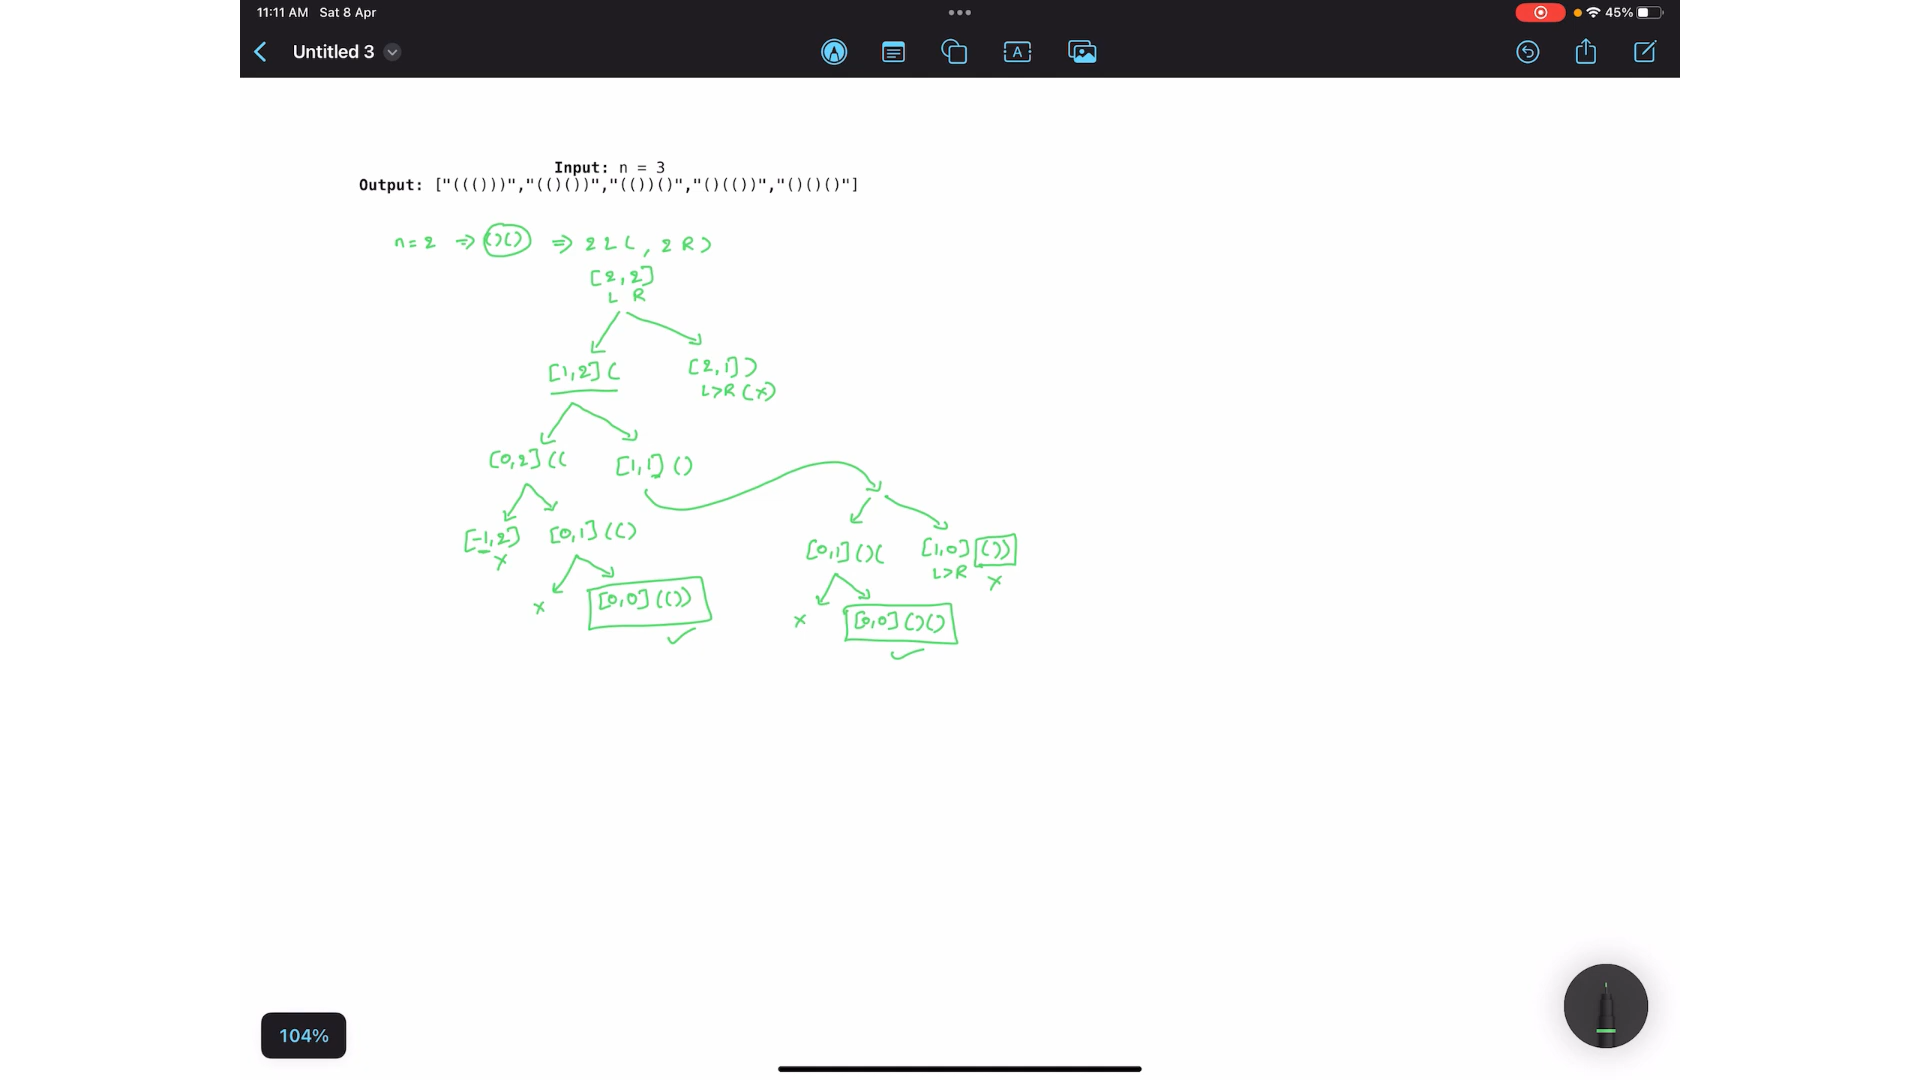 11:11 AM Sat 8 Apr
45%
Untitled 3
A
Input: n = 3
Output: ["((()))","(()())","(())()","()(())","()()()"]
n=2 => ()() => 2 L ( , 2 R )
[2,2]
L R
[1,2] ( [2,1] )
L>R (x)
[0,2] (( [1,1] ()
[-1,2] [0,1] (() [0,1] ()( [1,0] ())
x L>R x
x [0,0] (()) x [0,0] ()()
104%